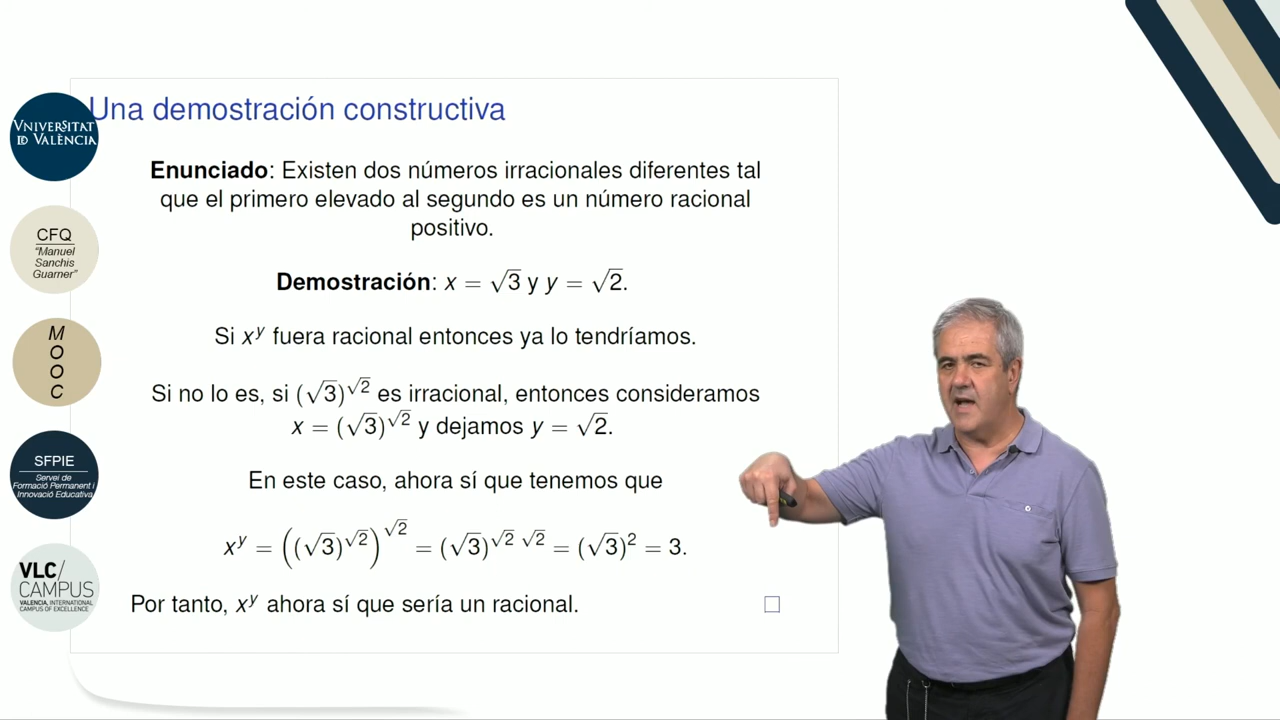 Una demostración constructiva
VNIVERSITAT
ID VALÈNCIA
Enunciado: Existen dos números irracionales diferentes tal
que el primero elevado al segundo es un número racional
positivo.
CFQ
"Manuel
Sanchis
Guarner"
Demostración: x = √3 y y = √2.
M
O
O
C
Si x^y fuera racional entonces ya lo tendríamos.
Si no lo es, si (√3)^√2 es irracional, entonces consideramos
x = (√3)^√2 y dejamos y = √2.
SFPIE
Servei de
Formació Permanent i
Innovació Educativa
En este caso, ahora sí que tenemos que
x^y = ((√3)^√2)^√2 = (√3)^√2 √2 = (√3)^2 = 3.
VLC/
CAMPUS
VALENCIA, INTERNATIONAL
CAMPUS OF EXCELLENCE
Por tanto, x^y ahora sí que sería un racional.